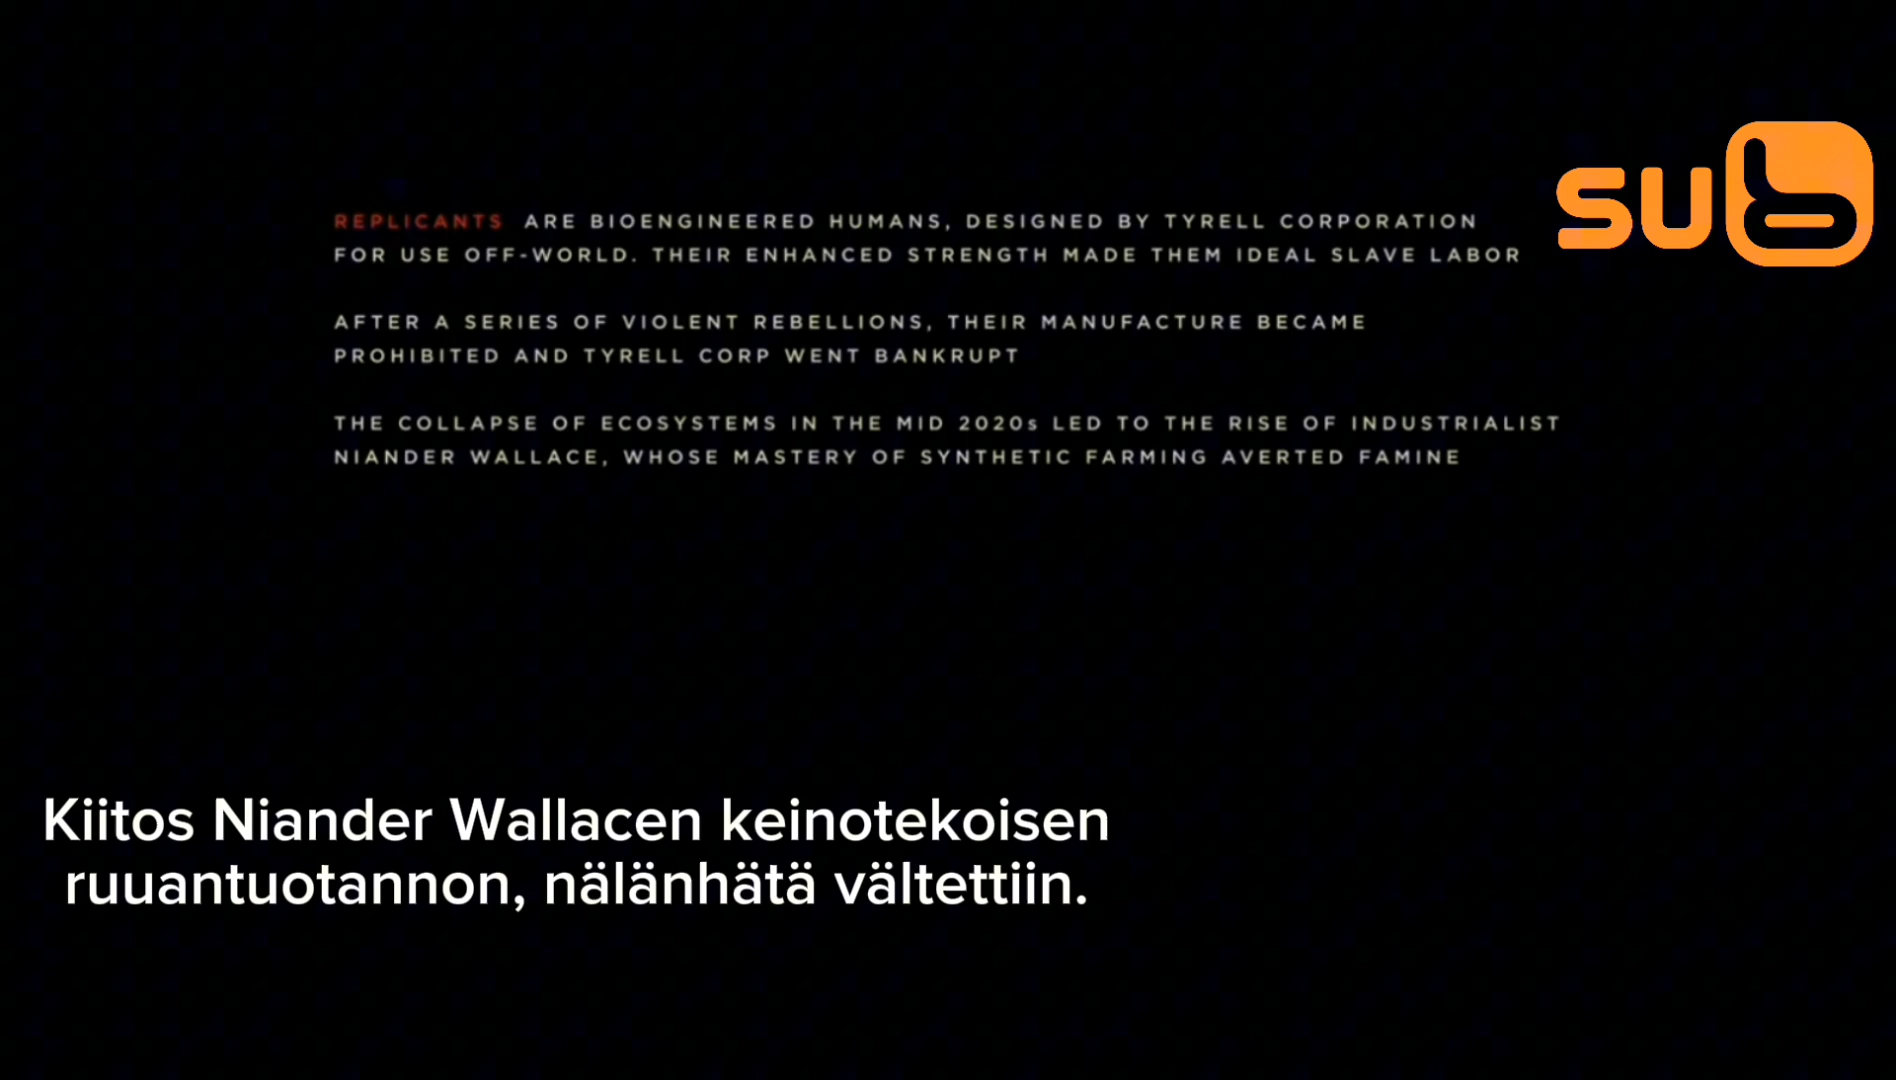 REPLICANTS ARE BIOENGINEERED HUMANS, DESIGNED BY TYRELL CORPORATION
FOR USE OFF-WORLD. THEIR ENHANCED STRENGTH MADE THEM IDEAL SLAVE LABOR
AFTER A SERIES OF VIOLENT REBELLIONS, THEIR MANUFACTURE BECAME
PROHIBITED AND TYRELL CORP WENT BANKRUPT
THE COLLAPSE OF ECOSYSTEMS IN THE MID 2020s LED TO THE RISE OF INDUSTRIALIST
NIANDER WALLACE, WHOSE MASTERY OF SYNTHETIC FARMING AVERTED FAMINE
sub
Kiitos Niander Wallacen keinotekoisen
ruuantuotannon, nälänhätä vältettiin.